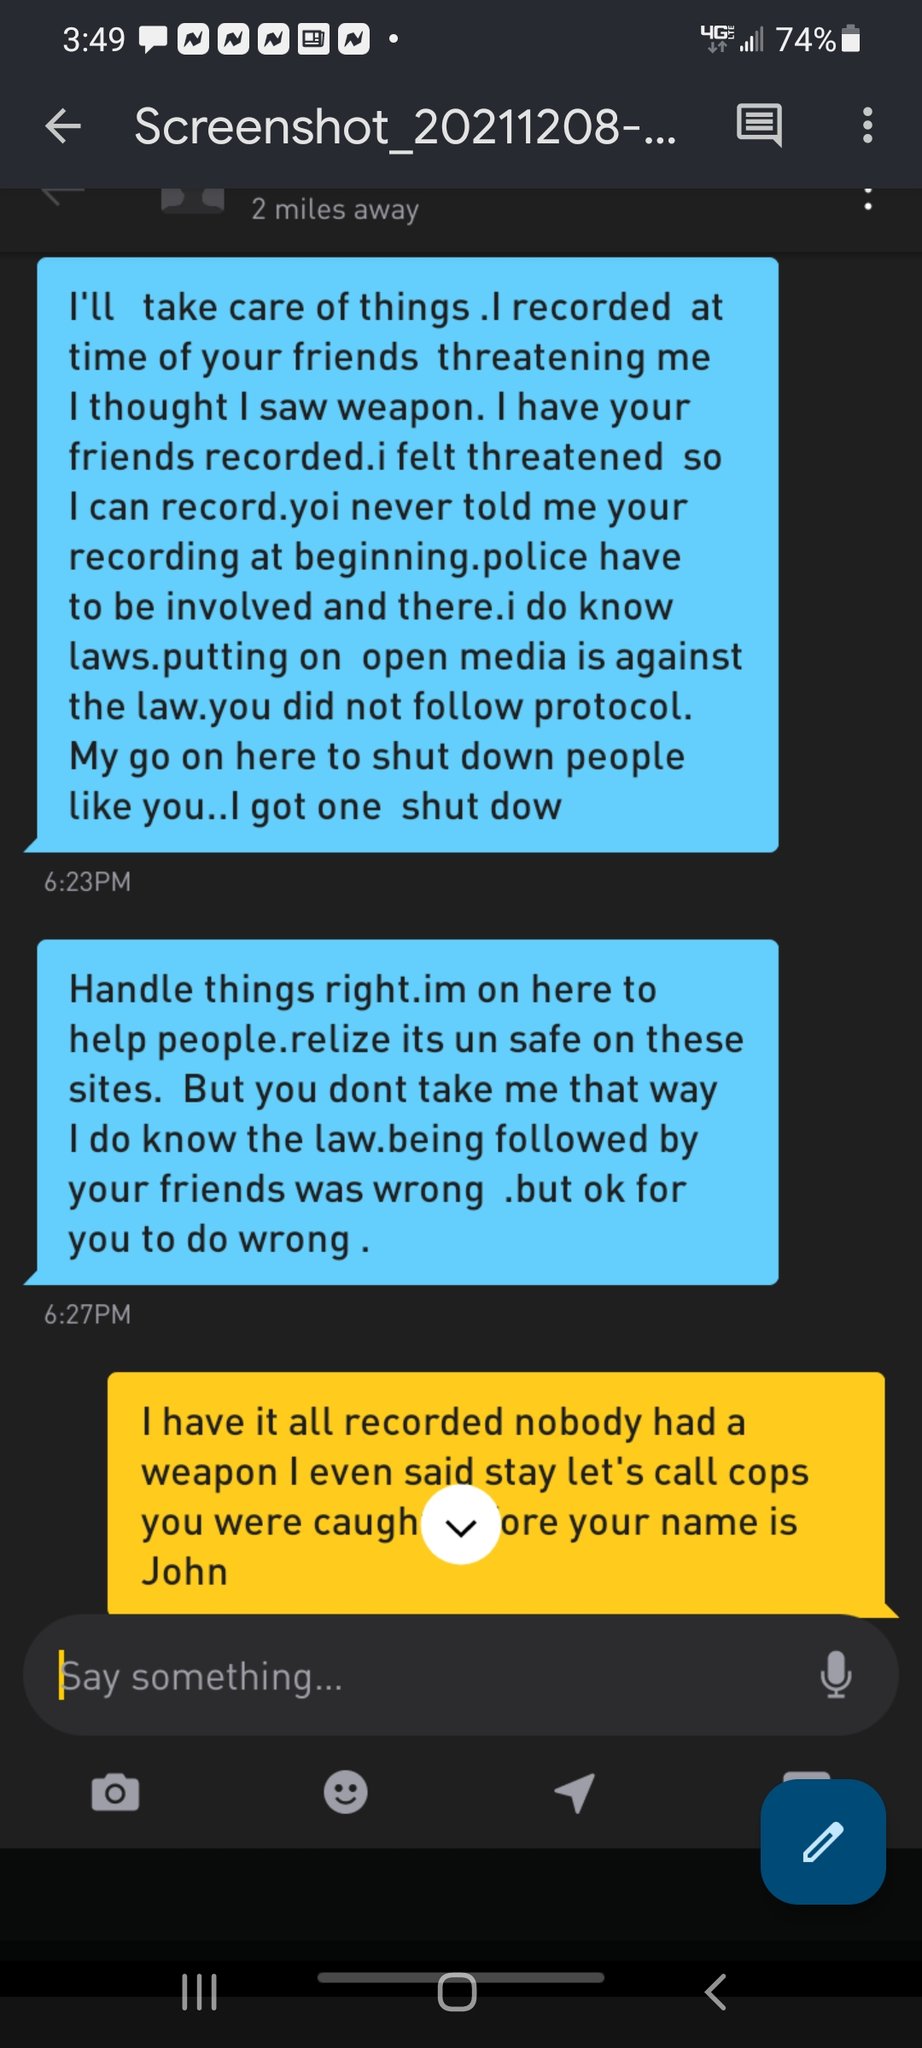 3:49
4GE 74%
Screenshot_20211208-...
2 miles away
I'll take care of things .I recorded at
time of your friends threatening me
I thought I saw weapon. I have your
friends recorded.i felt threatened so
I can record.yoi never told me your
recording at beginning.police have
to be involved and there.i do know
laws.putting on open media is against
the law.you did not follow protocol.
My go on here to shut down people
like you..I got one shut dow
6:23PM
Handle things right.im on here to
help people.relize its un safe on these
sites. But you dont take me that way
I do know the law.being followed by
your friends was wrong .but ok for
you to do wrong .
6:27PM
I have it all recorded nobody had a
weapon I even said stay let's call cops
you were your name is
John
Say something...